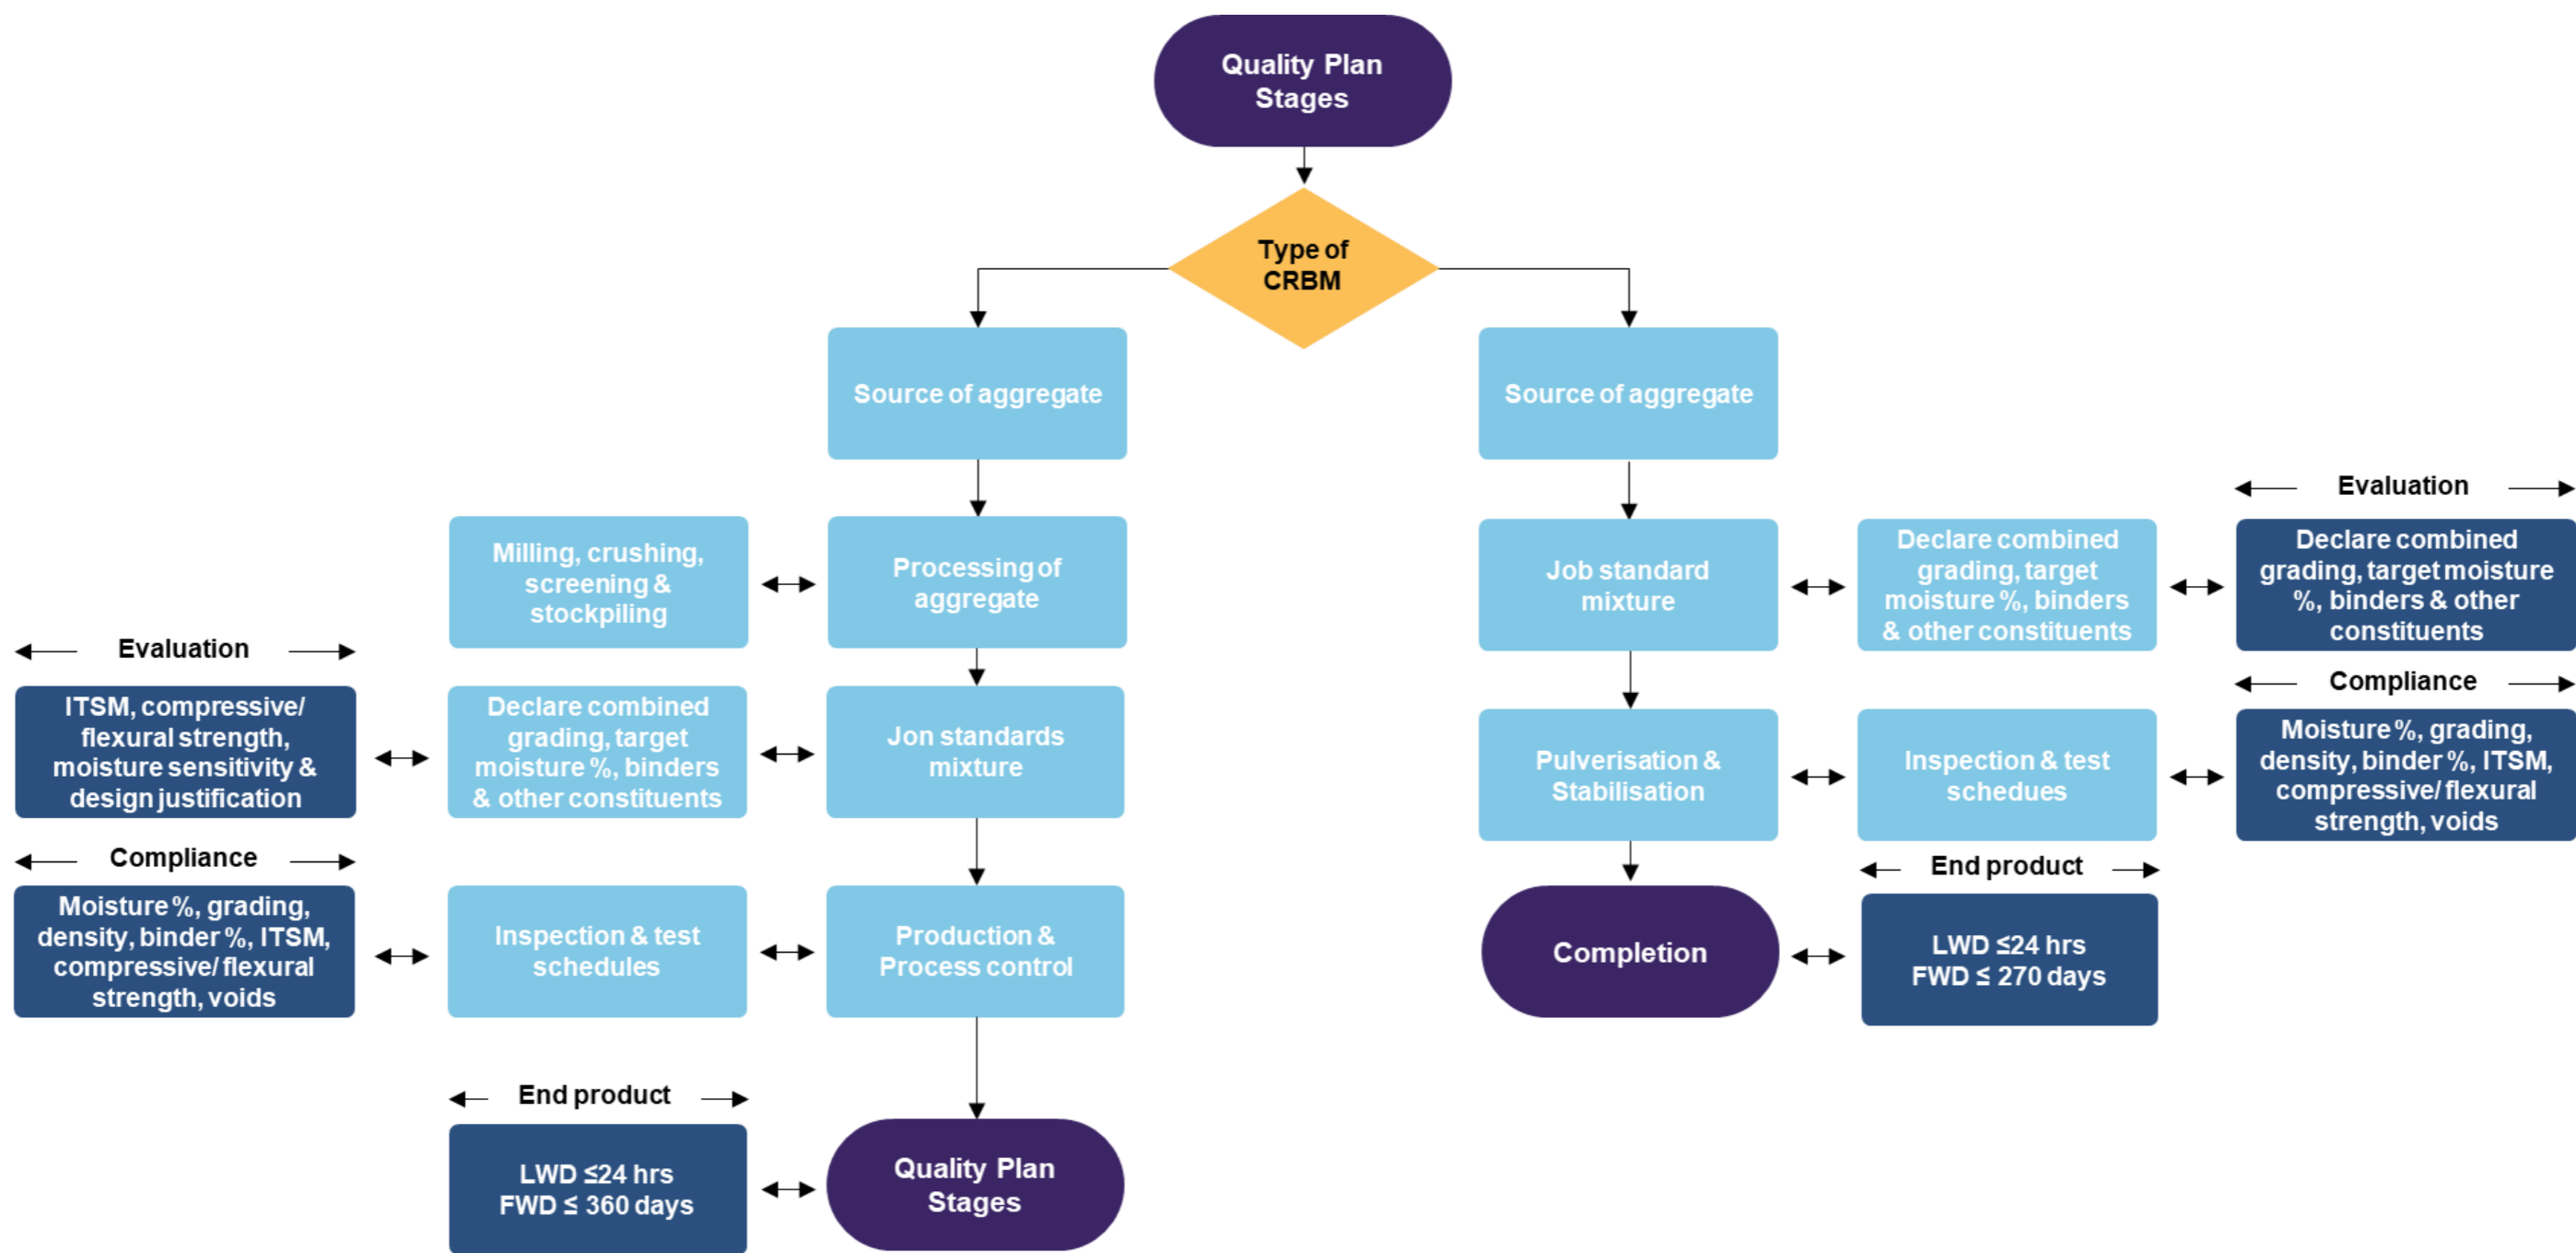 Quality Plan
Stages
Type of
CRBM
Source of aggregate
Source of aggregate
Milling, crushing,
screening &
stockpiling
Processing of
aggregate
Evaluation
ITSM, compressive/
flexural strength,
moisture sensitivity &
design justification
Declare combined
grading, target
moisture %, binders
& other constituents
Jon standards
mixture
Compliance
Moisture %, grading,
density, binder %, ITSM,
compressive/ flexural
strength, voids
Inspection & test
schedules
Production &
Process control
End product
LWD ≤24 hrs
FWD ≤ 360 days
Quality Plan
Stages
Job standard
mixture
Declare combined
grading, target
moisture %, binders
& other constituents
Evaluation
Declare combined
grading, target moisture
%, binders & other
constituents
Pulverisation &
Stabilisation
Inspection & test
schedues
Compliance
Moisture %, grading,
density, binder %, ITSM,
compressive/ flexural
strength, voids
Completion
End product
LWD ≤24 hrs
FWD ≤ 270 days